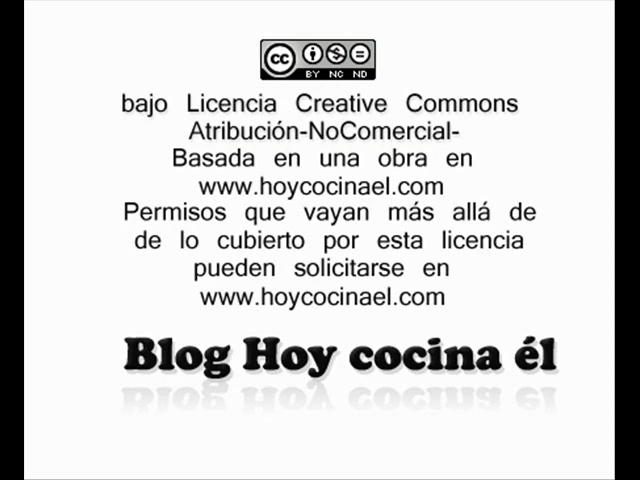 cc
BY NC ND
bajo Licencia Creative Commons
Atribución-NoComercial-
Basada en una obra en
www.hoycocinael.com
Permisos que vayan más allá de
de lo cubierto por esta licencia
pueden solicitarse en
www.hoycocinael.com
Blog Hoy cocina él